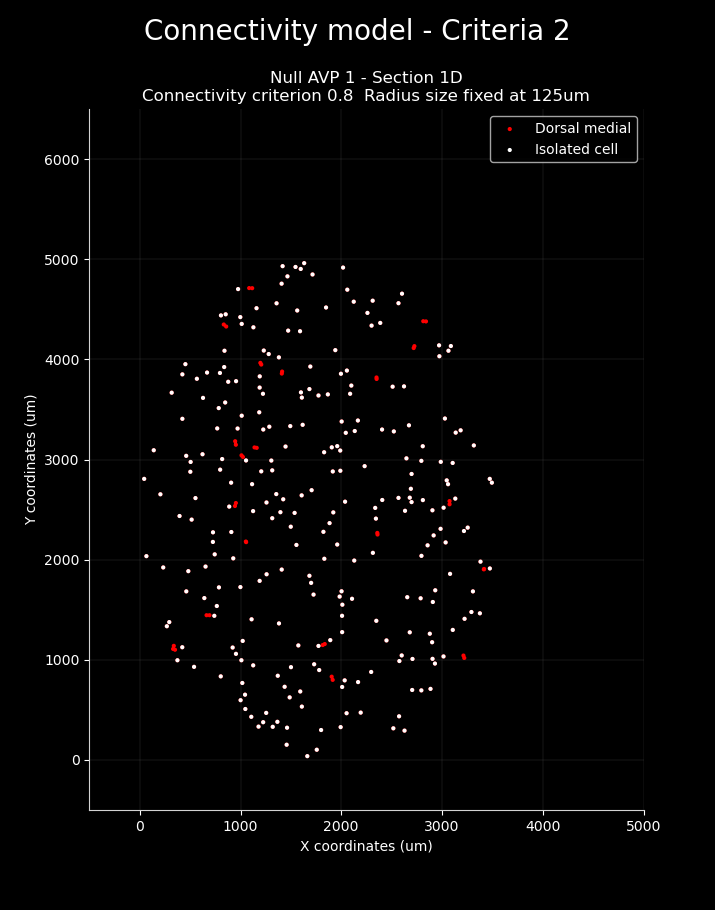 Connectivity model - Criteria 2
Null AVP 1 - Section 1D
Connectivity criterion 0.8  Radius size fixed at 125um
Dorsal medial
Isolated cell
6000
5000
4000
3000
2000
1000
0
Y coordinates (um)
0 1000 2000 3000 4000 5000
X coordinates (um)